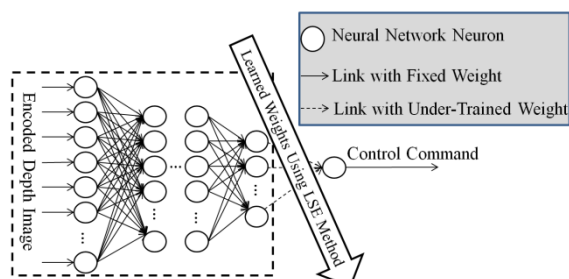 Neural Network Neuron
Link with Fixed Weight
Link with Under-Trained Weight
Encoded Depth Image
Learned Weights Using LSE Method
Control Command